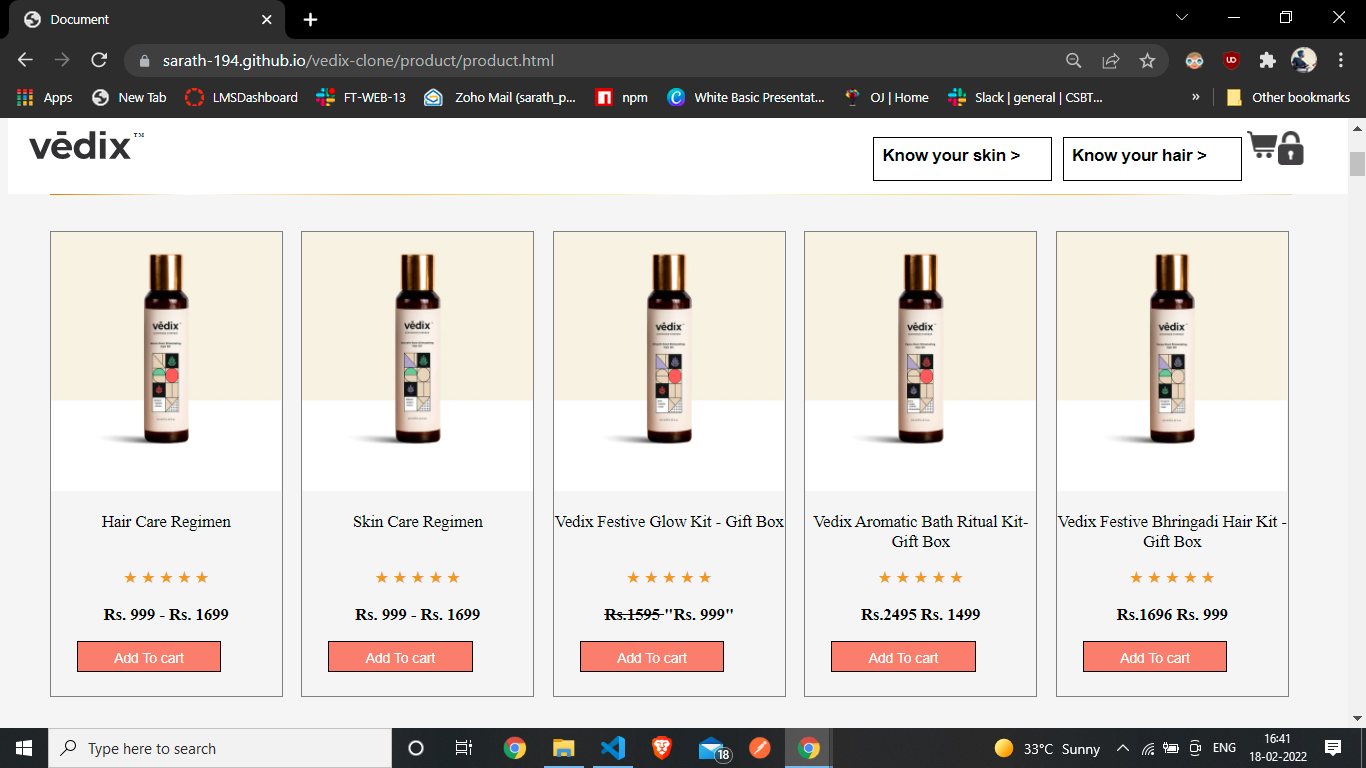 Document
sarath-194.github.io/vedix-clone/product/product.html
Apps
New Tab
LMSDashboard
FT-WEB-13
Zoho Mail (sarath_p...
npm
White Basic Presentat...
OJ | Home
Slack | general | CSBT...
»
Other bookmarks
vēdix™
Know your skin >
Know your hair >
vēdix
vēdix
vēdix
vēdix
vēdix
Hair Care Regimen
★ ★ ★ ★ ★
Rs. 999 - Rs. 1699
Add To cart
Skin Care Regimen
★ ★ ★ ★ ★
Rs. 999 - Rs. 1699
Add To cart
Vedix Festive Glow Kit - Gift Box
★ ★ ★ ★ ★
Rs.1595 "Rs. 999"
Add To cart
Vedix Aromatic Bath Ritual Kit-
Gift Box
★ ★ ★ ★ ★
Rs.2495 Rs. 1499
Add To cart
Vedix Festive Bhringadi Hair Kit -
Gift Box
★ ★ ★ ★ ★
Rs.1696 Rs. 999
Add To cart
Type here to search
18
33°C Sunny
ENG
16:41
18-02-2022